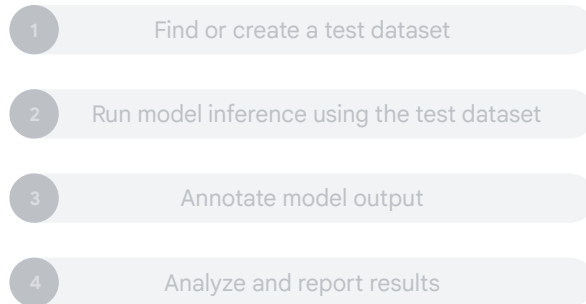 1 Find or create a test dataset
2 Run model inference using the test dataset
3 Annotate model output
4 Analyze and report results